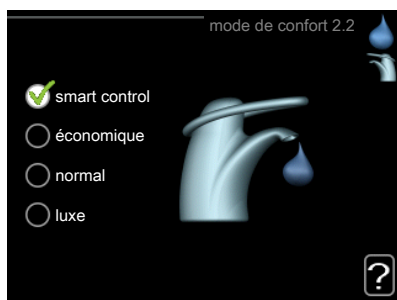 mode de confort 2.2
smart control
économique
normal
luxe
?